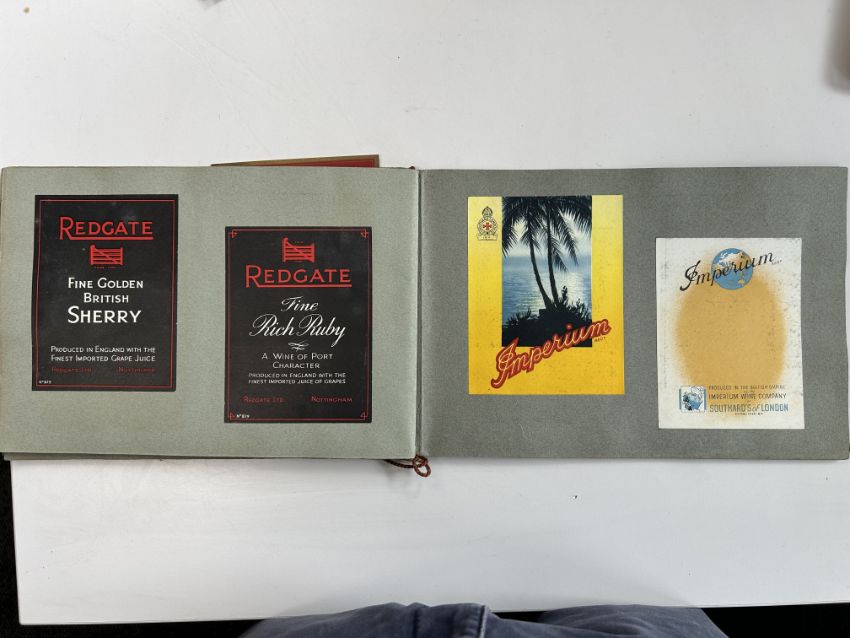 REDGATE
FINE GOLDEN
BRITISH
SHERRY
PRODUCED IN ENGLAND WITH THE
FINEST IMPORTED GRAPE JUICE
REDGATE LTD NOTTINGHAM
REDGATE
Fine
Rich Ruby
A WINE OF PORT
CHARACTER
PRODUCED IN ENGLAND WITH THE
FINEST IMPORTED JUICE OF GRAPES
REDGATE LTD NOTTINGHAM
Imperium
Imperium
PRODUCED IN THE BRITISH EMPIRE
IMPERIUM WINE COMPANY
SOUTHARD'S of LONDON